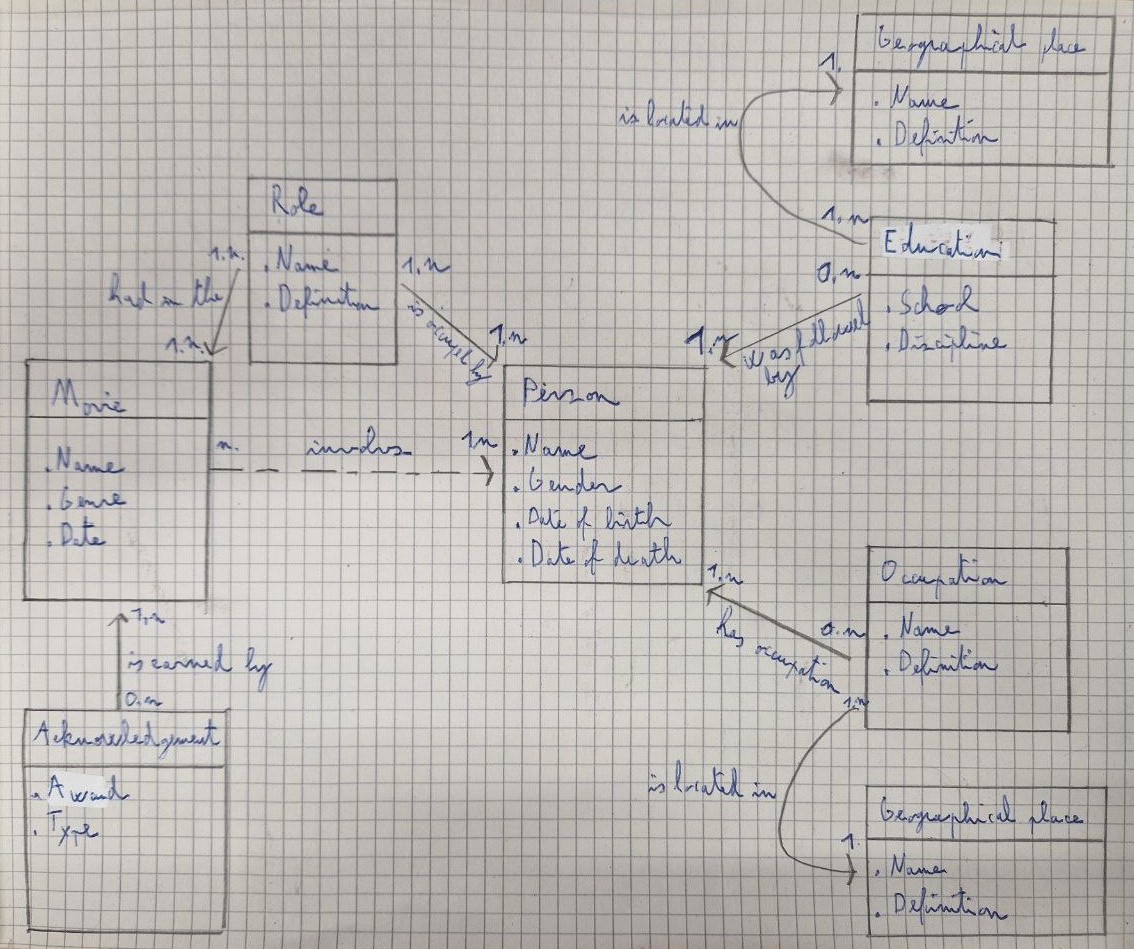 Geographical place
1.
. Name
. Definition
is located in
1.n
Education
0,n
. School
. Discipline
was followed
by
1.n
Role
. Name
. Definition
1.n.
had in the
1.n.
1.n
is occupied by
1.n
Movie
. Name
. Genre
. Date
n.
involves
1n
Person
. Name
. Gender
. Date of birth
. Date of death
1.n
has occupation
0.n
Occupation
. Name
. Definition
1.n
is located in
1.
Geographical place
. Name
. Definition
1,n
is earned by
0.n
Acknowledgement
. Award
. Type